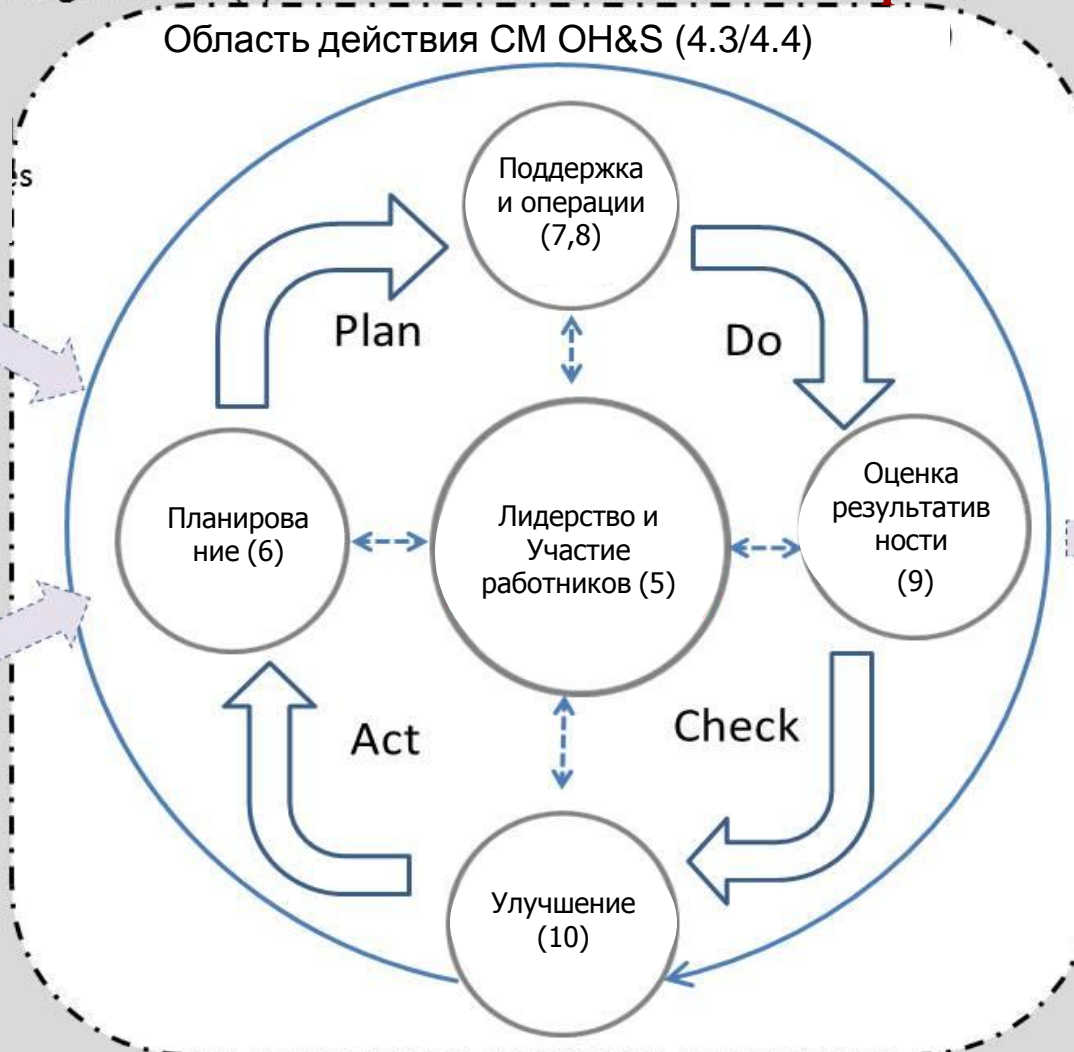 Область действия СМ OH&S (4.3/4.4)
es
Поддержка
и операции
(7,8)
Plan
Do
Планирова
ние (6)
Лидерство и
Участие
работников (5)
Оценка
результатив
ности
(9)
Act
Check
Улучшение
(10)